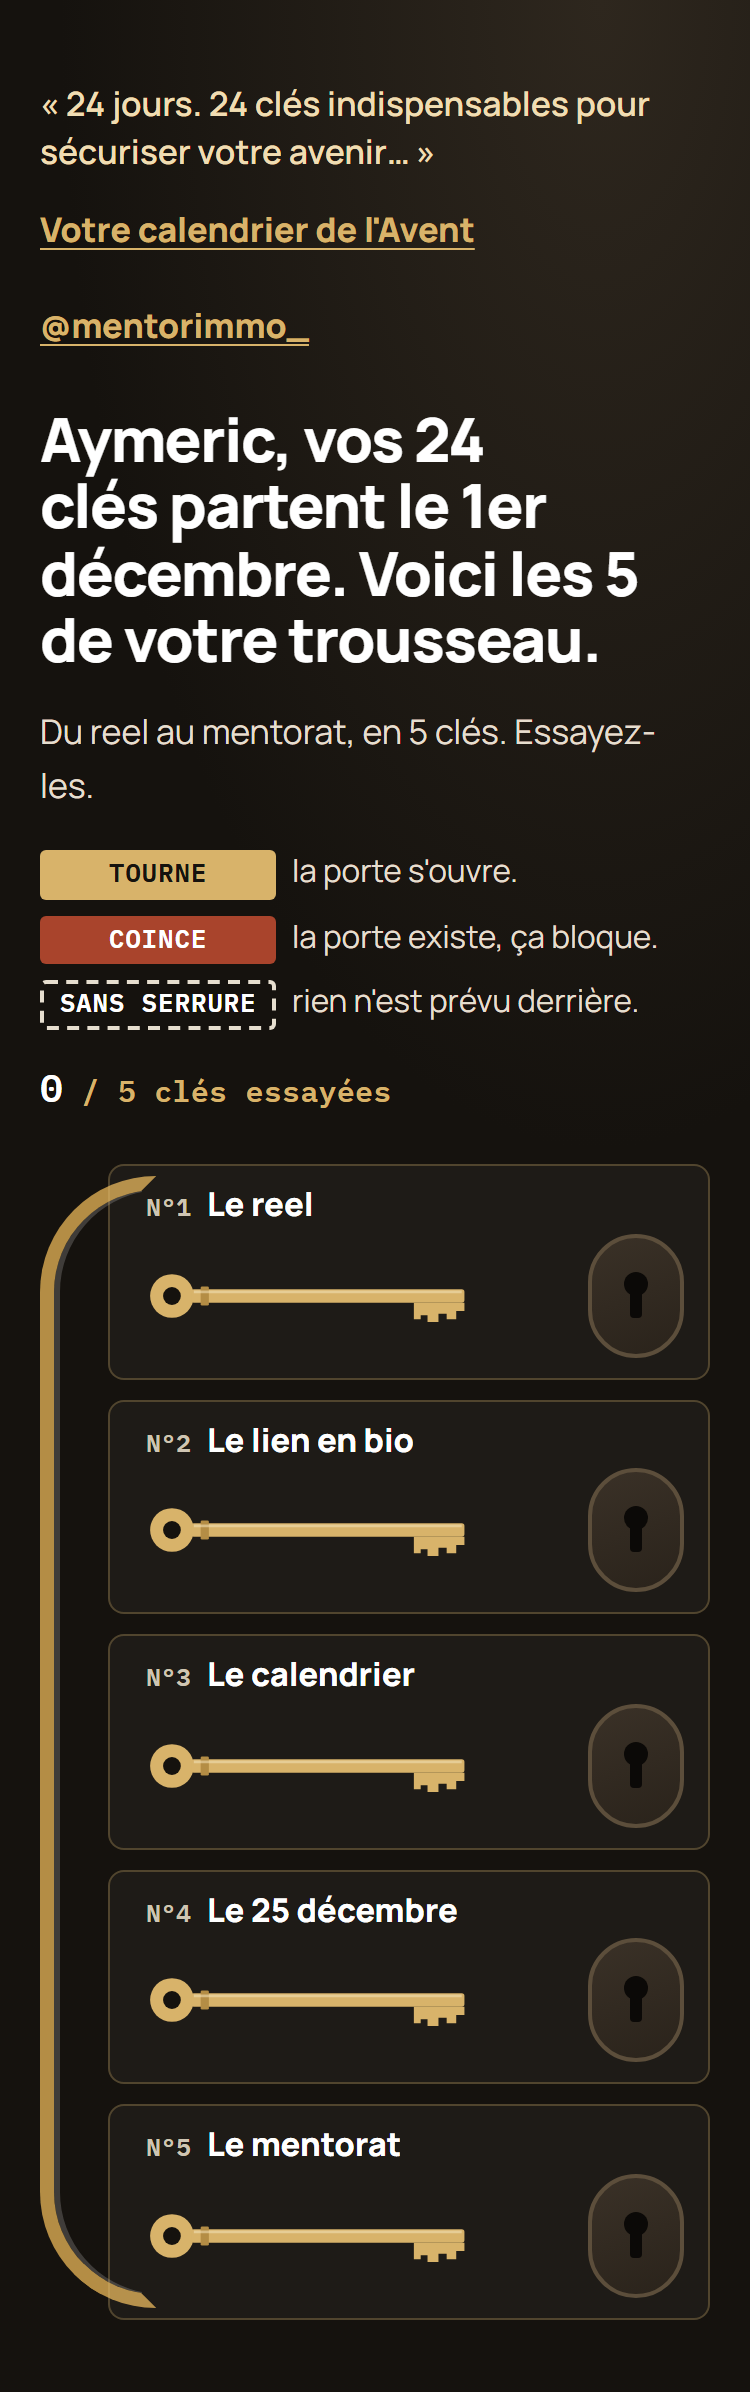 « 24 jours. 24 clés indispensables pour
sécuriser votre avenir... »
Votre calendrier de l'Avent
@mentorimmo_
Aymeric, vos 24
clés partent le 1er
décembre. Voici les 5
de votre trousseau.
Du reel au mentorat, en 5 clés. Essayez-
les.
TOURNE la porte s'ouvre.
COINCE la porte existe, ça bloque.
SANS SERRURE rien n'est prévu derrière.
0 / 5 clés essayées
N°1 Le reel
N°2 Le lien en bio
N°3 Le calendrier
N°4 Le 25 décembre
N°5 Le mentorat